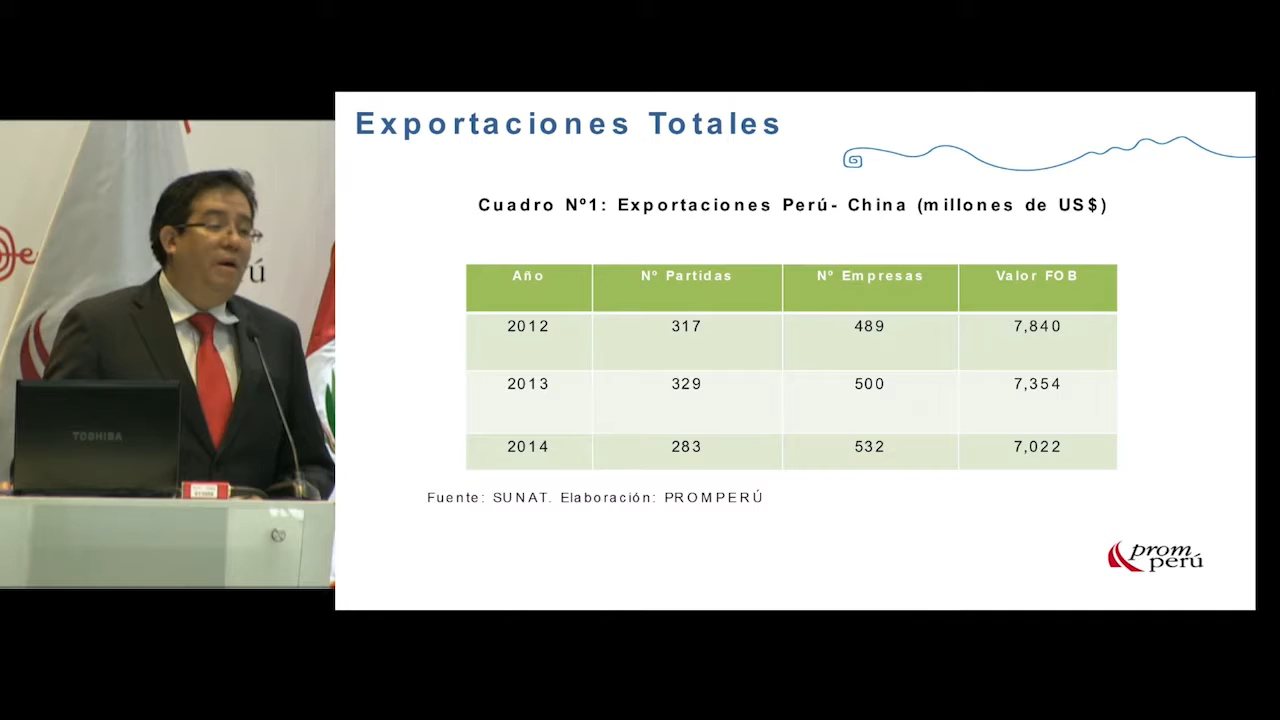 Exportaciones Totales
Cuadro Nº1: Exportaciones Perú- China (millones de US$)
Año Nº Partidas Nº Empresas Valor FOB
2012 317 489 7,840
2013 329 500 7,354
2014 283 532 7,022
Fuente: SUNAT. Elaboración: PROMPERÚ
prom
perú
TOSHIBA